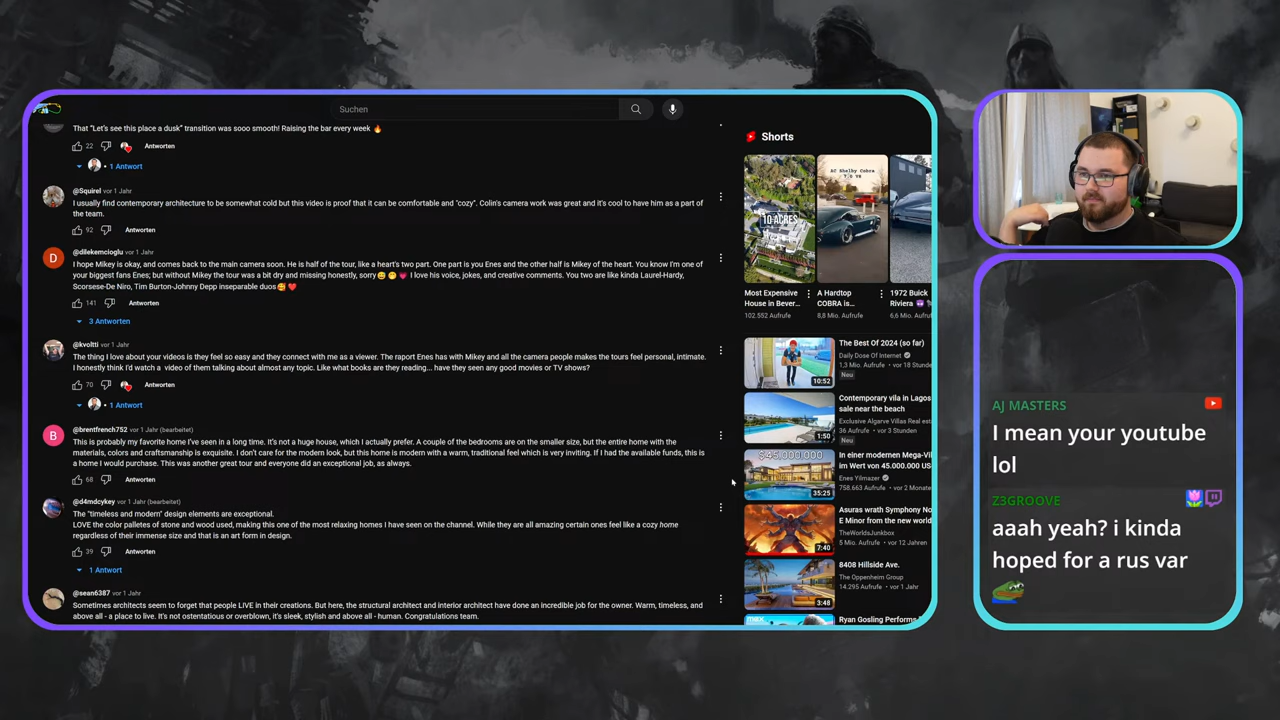 Suchen
That "Let's see this place a dusk" transition was sooo smooth! Raising the bar every week 🔥
22 Antworten
• 1 Antwort
@Squirel vor 1 Jahr
I usually find contemporary architecture to be somewhat cold but this video is proof that it can be comfortable and "cozy". Colin's camera work was great and it's cool to have him as a part of
the team.
92 Antworten
D
@dilekemcioglu vor 1 Jahr
I hope Mikey is okay, and comes back to the main camera soon. He is half of the tour, like a heart's two part. One part is you Enes and the other half is Mikey of the heart. You know I'm one of
your biggest fans Enes; but without Mikey the tour was a bit dry and missing honestly, sorry😅 🤭 💗 I love his voice, jokes, and creative comments. You two are like kinda Laurel-Hardy,
Scorsese-De Niro, Tim Burton-Johnny Depp inseparable duos🥰 ❤️
141 Antworten
3 Antworten
@kvoltti vor 1 Jahr
The thing I love about your videos is they feel so easy and they connect with me as a viewer. The raport Enes has with Mikey and all the camera people makes the tours feel personal, intimate.
I honestly think I'd watch a video of them talking about almost any topic. Like what books are they reading... have they seen any good movies or TV shows?
70 Antworten
• 1 Antwort
B
@brentfrench752 vor 1 Jahr (bearbeitet)
This is probably my favorite home I've seen in a long time. It's not a huge house, which I actually prefer. A couple of the bedrooms are on the smaller size, but the entire home with the
materials, colors and craftsmanship is exquisite. I don't care for the modern look, but this home is modern with a warm, traditional feel which is very inviting. If I had the available funds, this is
a home I would purchase. This was another great tour and everyone did an exceptional job, as always.
68 Antworten
@d4mdcykey vor 1 Jahr (bearbeitet)
The "timeless and modern" design elements are exceptional.
LOVE the color palletes of stone and wood used, making this one of the most relaxing homes I have seen on the channel. While they are all amazing certain ones feel like a cozy home
regardless of their immense size and that is an art form in design.
39 Antworten
1 Antwort
@sean6387 vor 1 Jahr
Sometimes architects seem to forget that people LIVE in their creations. But here, the structural architect and interior architect have done an incredible job for the owner. Warm, timeless, and
above all - a place to live. It's not ostentatious or overblown, it's sleek, stylish and above all - human. Congratulations team.
Shorts
10 ACRES
AC Shelby Cobra
Most Expensive
House in Bever...
102.552 Aufrufe
A Hardtop
COBRA is...
8,8 Mio. Aufrufe
1972 Buick
Riviera
6,6 Mio. Aufruf
10:52
The Best Of 2024 (so far)
Daily Dose Of Internet
1,3 Mio. Aufrufe • vor 18 Stunde
Neu
1:50
Contemporary vila in Lagos
sale near the beach
Exclusive Algarve Villas Real esta
36 Aufrufe • vor 3 Stunden
Neu
$45,000,000
35:25
In einer modernen Mega-Vil
im Wert von 45.000.000 US
Enes Yilmazer
758.663 Aufrufe • vor 2 Monate
7:40
Asuras wrath Symphony No
E Minor from the new world
TheWorldsJunkbox
5 Mio. Aufrufe • vor 12 Jahren
3:48
8408 Hillside Ave.
The Oppenheim Group
14.295 Aufrufe • vor 1 Jahr
Ryan Gosling Performs
AJ MASTERS
I mean your youtube
lol
Z3GROOVE
aaah yeah? i kinda
hoped for a rus var